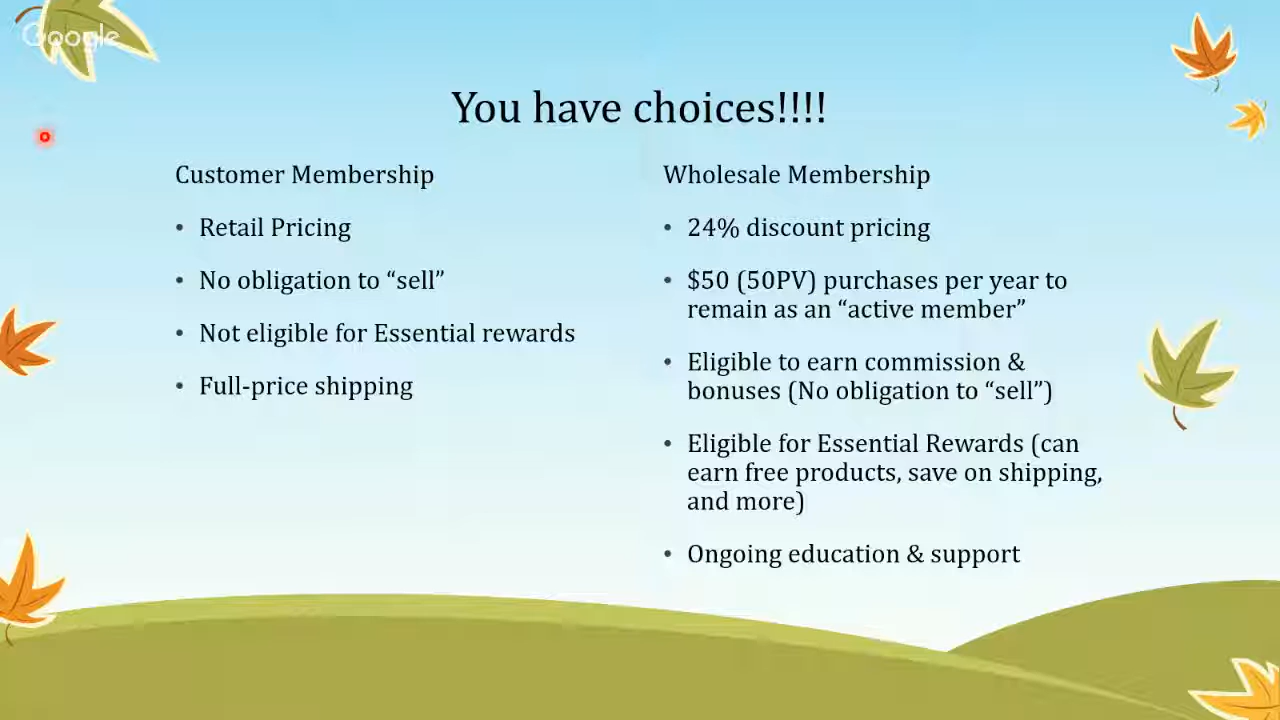 Google
You have choices!!!!
Customer Membership
• Retail Pricing
• No obligation to “sell”
• Not eligible for Essential rewards
• Full-price shipping
Wholesale Membership
• 24% discount pricing
• $50 (50PV) purchases per year to
remain as an “active member”
• Eligible to earn commission &
bonuses (No obligation to “sell”)
• Eligible for Essential Rewards (can
earn free products, save on shipping,
and more)
• Ongoing education & support